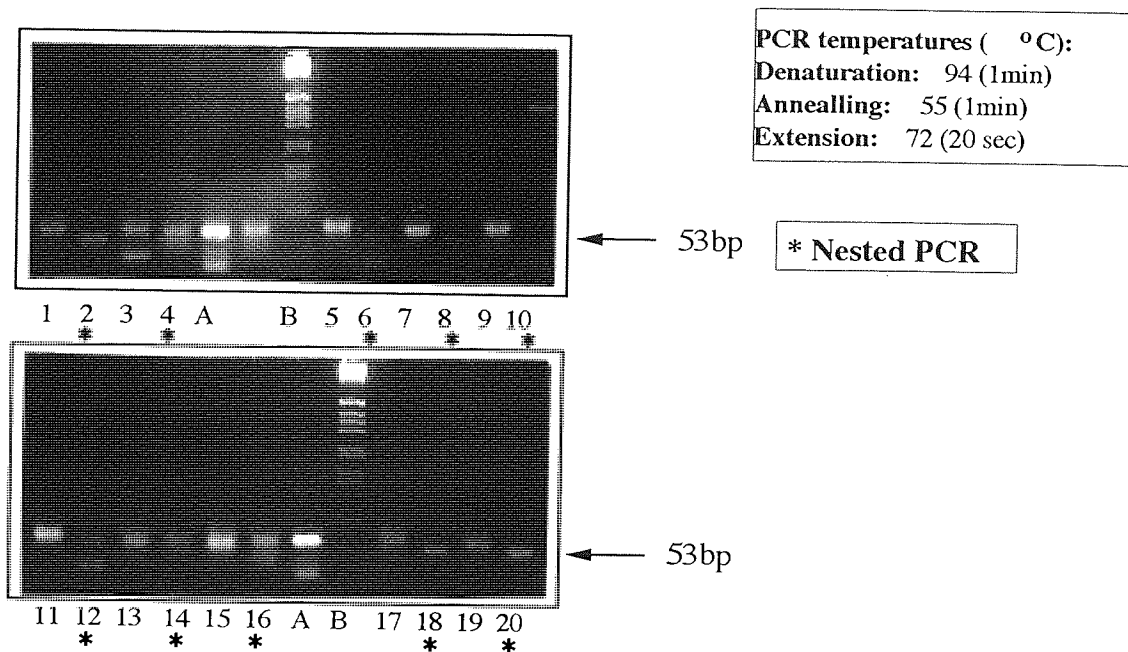 PCR temperatures ( °C):
Denaturation: 94 (1min)
Annealling: 55 (1min)
Extension: 72 (20 sec)
53bp
* Nested PCR
1 2 3 4 A B 5 6 7 8 9 10
* * * * *
53bp
11 12 13 14 15 16 A B 17 18 19 20
* * * * *